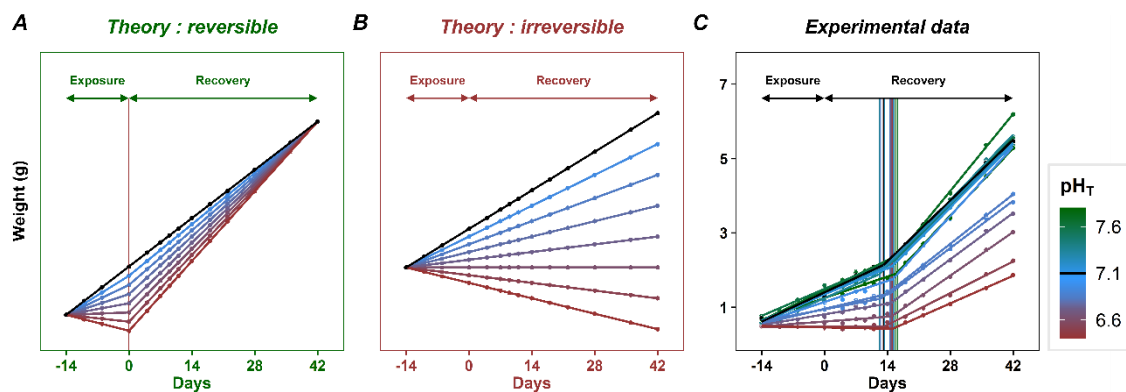 A
Theory : reversible
B
Theory : irreversible
C
Experimental data
Exposure
Recovery
Exposure
Recovery
Exposure
Recovery
Weight (g)
7
5
3
1
-14 0 14 28 42
Days
-14 0 14 28 42
Days
-14 0 14 28 42
Days
pHT
7.6
7.1
6.6